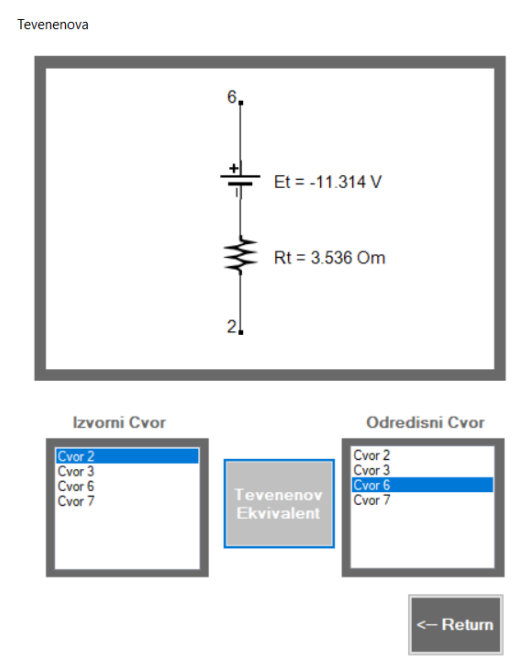 Tevenenova
6
+
Et = -11.314 V
Rt = 3.536 Om
2
Izvorni Cvor
Odredisni Cvor
Cvor 2
Cvor 3
Cvor 6
Cvor 7
Tevenenov
Ekvivalent
Cvor 2
Cvor 3
Cvor 6
Cvor 7
<-- Return